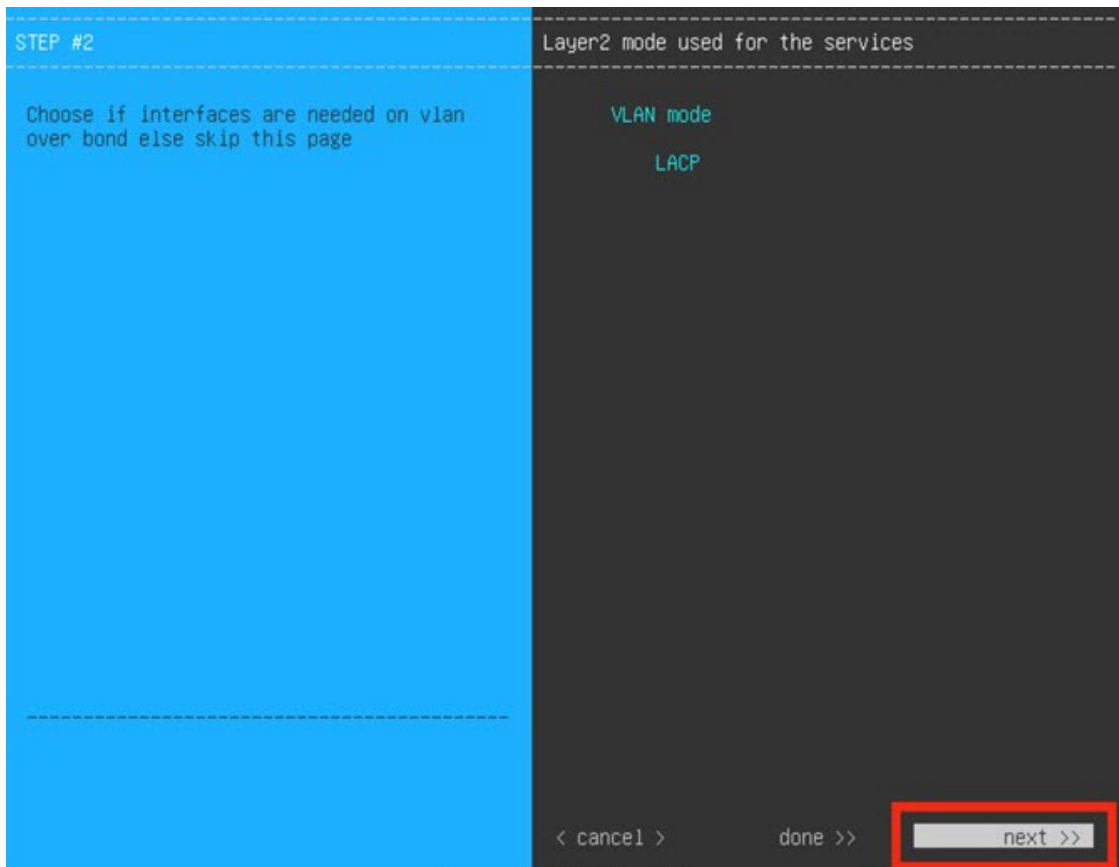 STEP #2
Choose if interfaces are needed on vlan
over bond else skip this page
Layer2 mode used for the services
VLAN mode
LACP
< cancel >
done >>
next >>